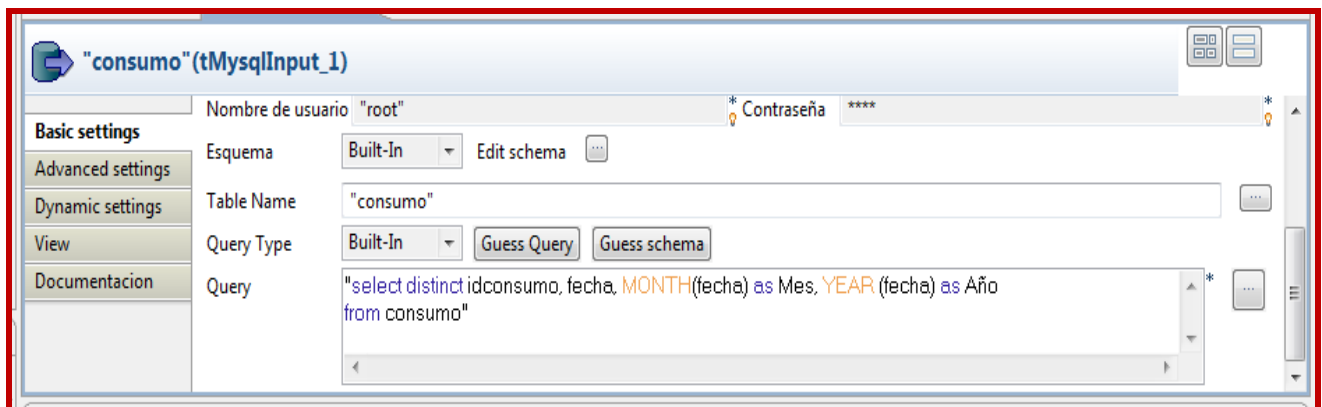 "consumo"(tMysqlInput_1)
Nombre de usuario "root" * Contraseña **** *
Basic settings
Esquema Built-In Edit schema ...
Advanced settings
Table Name "consumo" ...
Dynamic settings
Query Type Built-In Guess Query Guess schema
View
Documentacion
Query "select distinct idconsumo, fecha, MONTH(fecha) as Mes, YEAR (fecha) as Año * ...
from consumo"